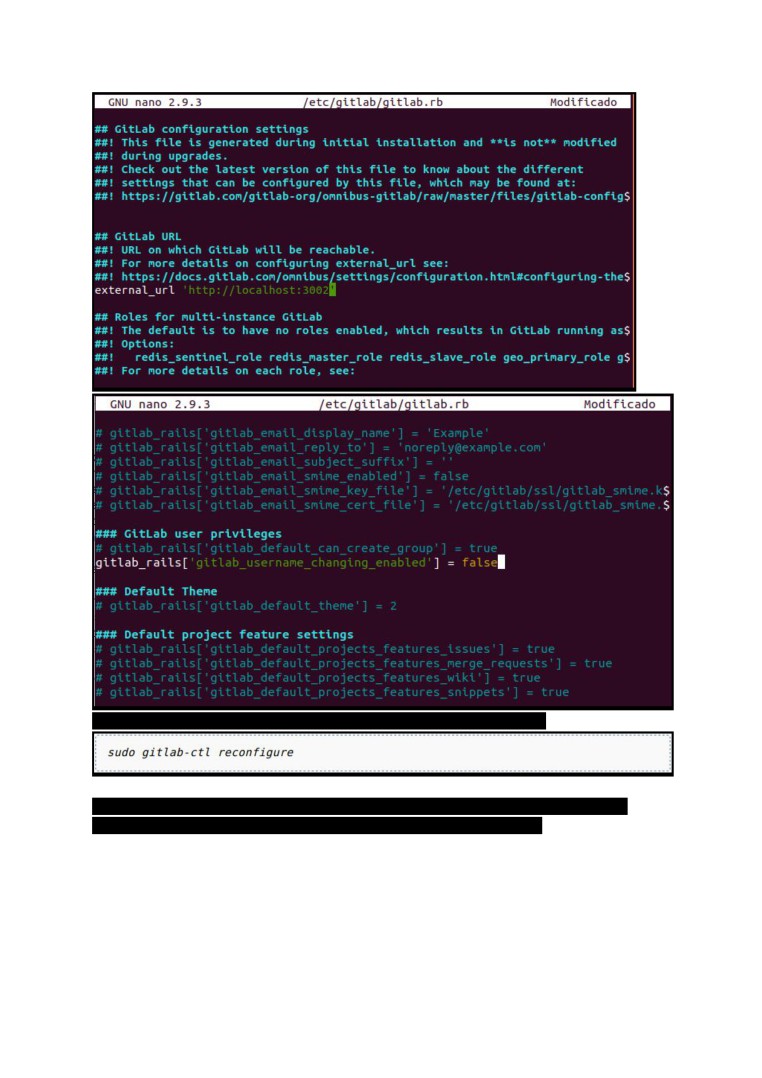 GNU nano 2.9.3 /etc/gitlab/gitlab.rb Modificado
## GitLab configuration settings
##! This file is generated during initial installation and **is not** modified
##! during upgrades.
##! Check out the latest version of this file to know about the different
##! settings that can be configured by this file, which may be found at:
##! https://gitlab.com/gitlab-org/omnibus-gitlab/raw/master/files/gitlab-config$
## GitLab URL
##! URL on which GitLab will be reachable.
##! For more details on configuring external_url see:
##! https://docs.gitlab.com/omnibus/settings/configuration.html#configuring-the$
external_url 'http://localhost:3002'
## Roles for multi-instance GitLab
##! The default is to have no roles enabled, which results in GitLab running as$
##! Options:
##!   redis_sentinel_role redis_master_role redis_slave_role geo_primary_role g$
##! For more details on each role, see:
GNU nano 2.9.3 /etc/gitlab/gitlab.rb Modificado
# gitlab_rails['gitlab_email_display_name'] = 'Example'
# gitlab_rails['gitlab_email_reply_to'] = 'noreply@example.com'
# gitlab_rails['gitlab_email_subject_suffix'] = ''
# gitlab_rails['gitlab_email_smime_enabled'] = false
# gitlab_rails['gitlab_email_smime_key_file'] = '/etc/gitlab/ssl/gitlab_smime.k$
# gitlab_rails['gitlab_email_smime_cert_file'] = '/etc/gitlab/ssl/gitlab_smime.$
### GitLab user privileges
# gitlab_rails['gitlab_default_can_create_group'] = true
gitlab_rails['gitlab_username_changing_enabled'] = false
### Default Theme
# gitlab_rails['gitlab_default_theme'] = 2
### Default project feature settings
# gitlab_rails['gitlab_default_projects_features_issues'] = true
# gitlab_rails['gitlab_default_projects_features_merge_requests'] = true
# gitlab_rails['gitlab_default_projects_features_wiki'] = true
# gitlab_rails['gitlab_default_projects_features_snippets'] = true
sudo gitlab-ctl reconfigure